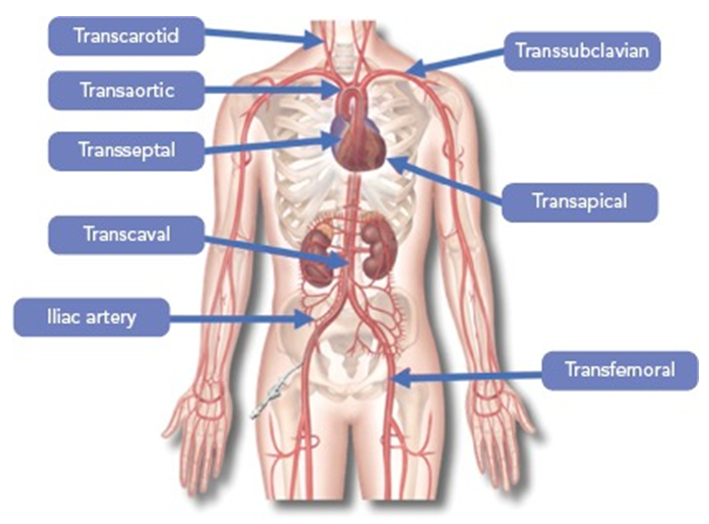 Transcarotid
Transsubclavian
Transaortic
Transseptal
Transapical
Transcaval
Iliac artery
Transfemoral